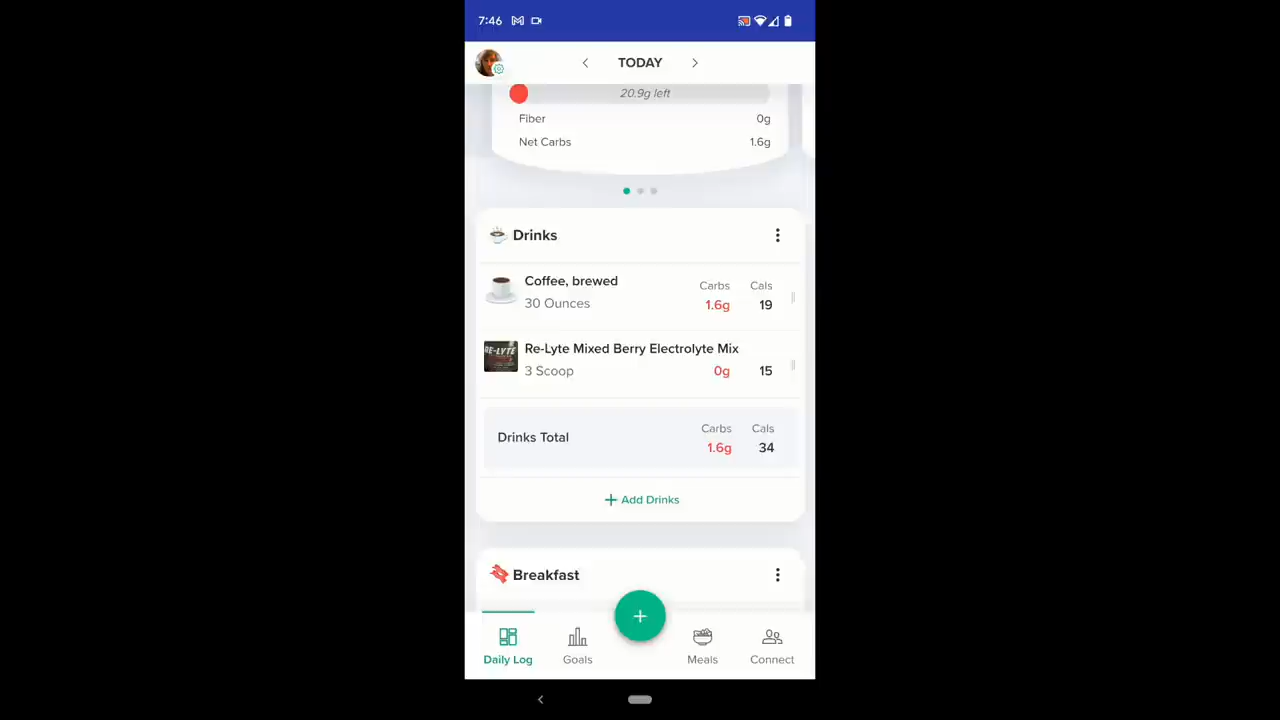 7:46
TODAY
20.9g left
Fiber 0g
Net Carbs 1.6g
Drinks
Coffee, brewed Carbs Cals
30 Ounces 1.6g 19
RE-LYTE
Re-Lyte Mixed Berry Electrolyte Mix
3 Scoop 0g 15
Drinks Total Carbs Cals
1.6g 34
+ Add Drinks
Breakfast
+
Daily Log Goals Meals Connect